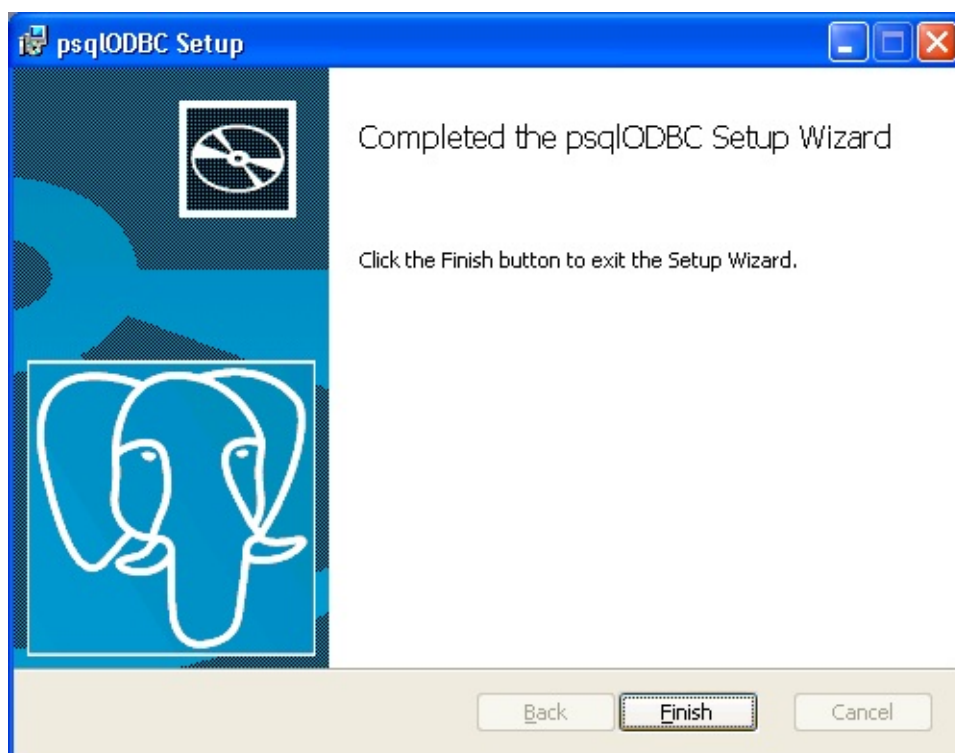 psqlODBC Setup
Completed the psqlODBC Setup Wizard
Click the Finish button to exit the Setup Wizard.
Back
Finish
Cancel